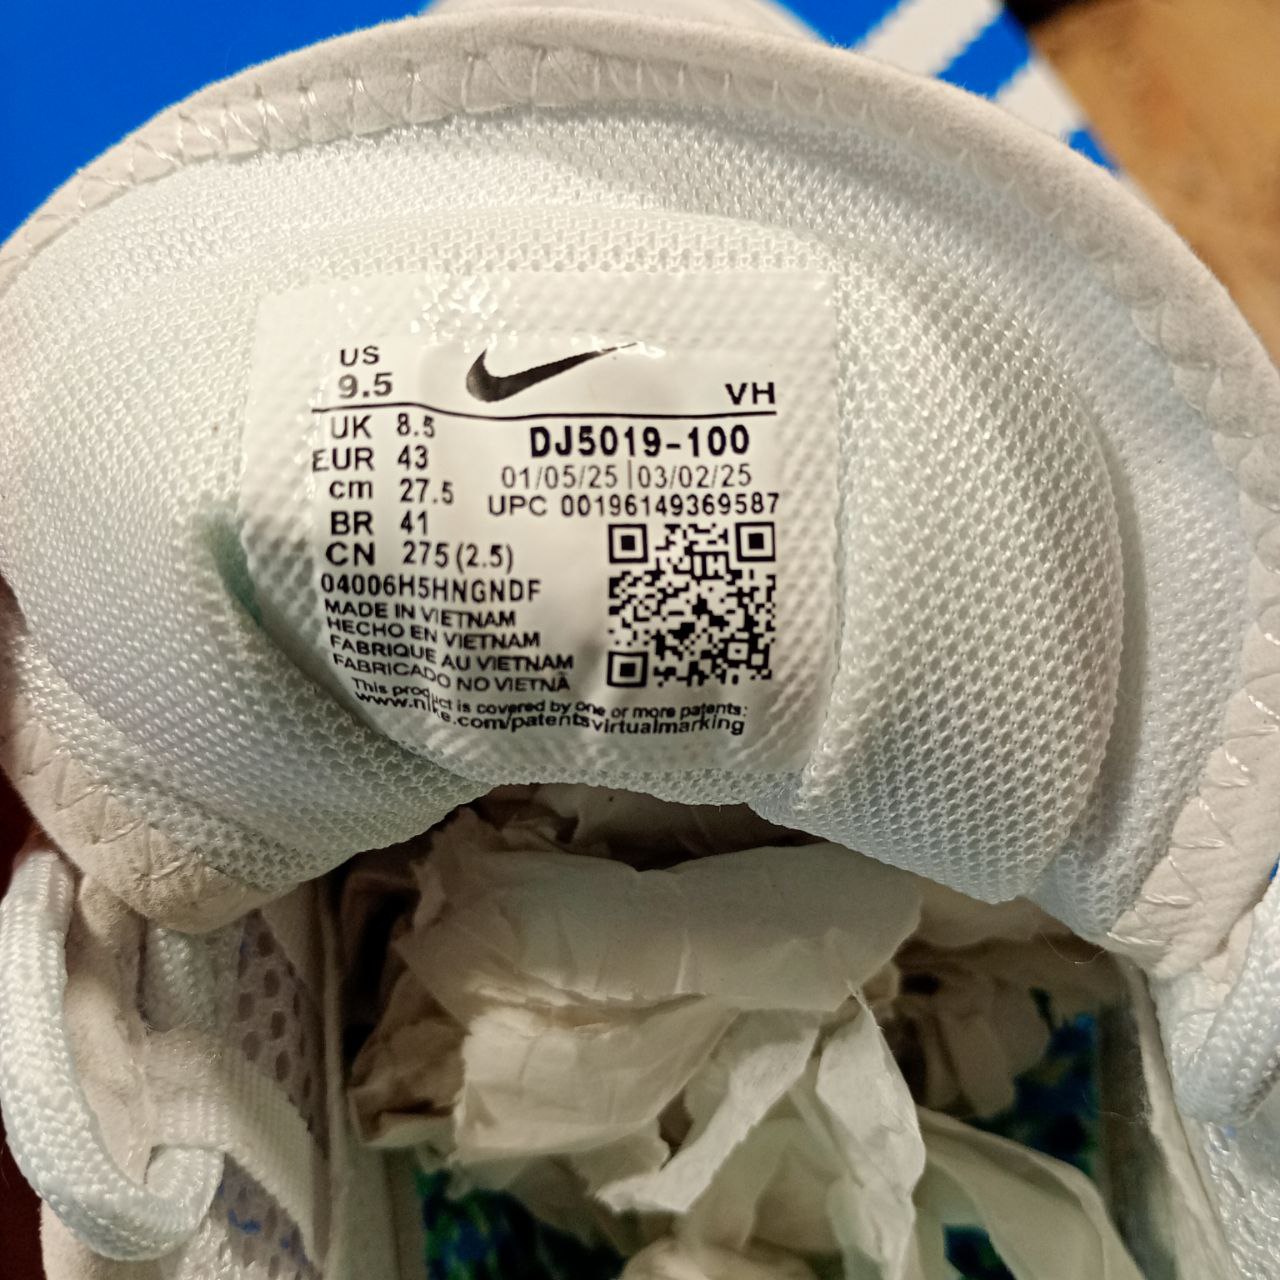 US
9.5
VH
UK 8.5
EUR 43
cm 27.5
BR 41
CN 275(2.5)
DJ5019-100
01/05/25 | 03/02/25
UPC 00196149369587
04006H5HNGNDF
MADE IN VIETNAM
HECHO EN VIETNAM
FABRIQUE AU VIETNAM
FABRICADO NO VIETNÃ
This product is covered by one or more patents:
www.nike.com/patentsvirtualmarking